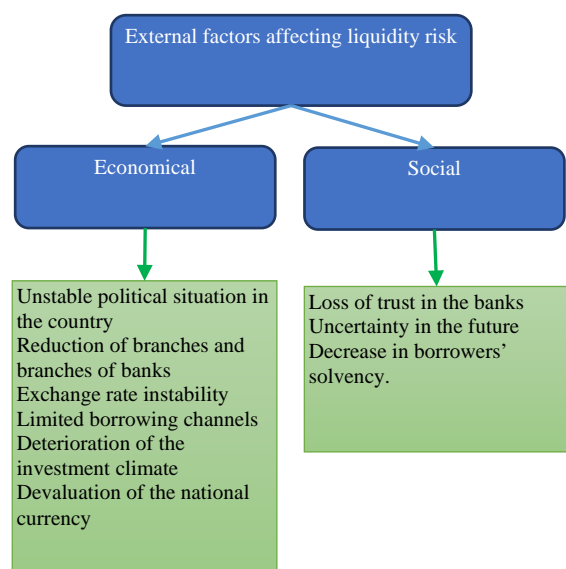 External factors affecting liquidity risk
Economical
Social
Unstable political situation in
the country
Reduction of branches and
branches of banks
Exchange rate instability
Limited borrowing channels
Deterioration of the
investment climate
Devaluation of the national
currency
Loss of trust in the banks
Uncertainty in the future
Decrease in borrowers’
solvency.